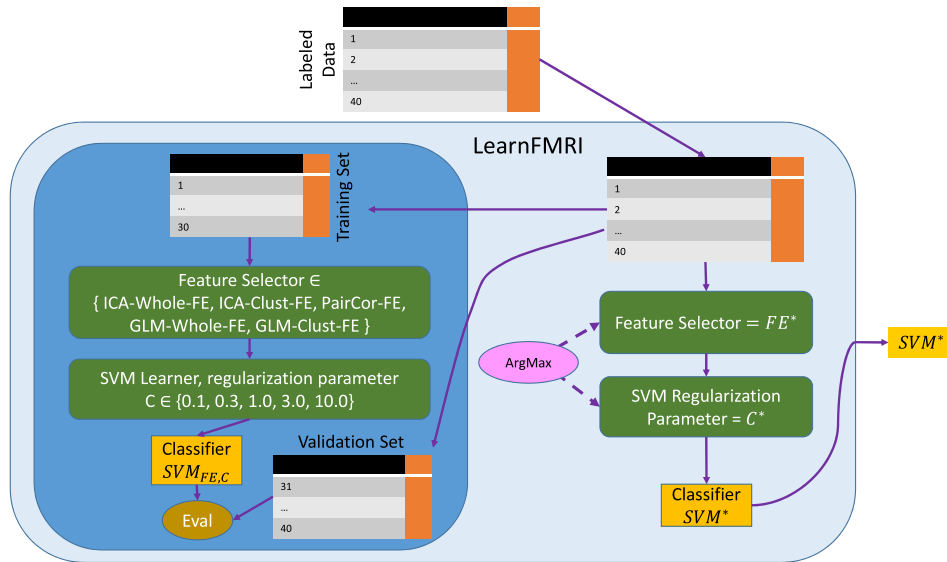 Labeled
Data
1
2
...
40
LearnFMRI
1
...
30
Training Set
1
2
...
40
Feature Selector ∈
{ ICA-Whole-FE, ICA-Clust-FE, PairCor-FE,
GLM-Whole-FE, GLM-Clust-FE }
SVM Learner, regularization parameter
C ∈ {0.1, 0.3, 1.0, 3.0, 10.0}
Classifier
SVM_{FE,C}
Eval
Validation Set
31
...
40
ArgMax
Feature Selector = FE*
SVM Regularization
Parameter = C*
Classifier
SVM*
SVM*